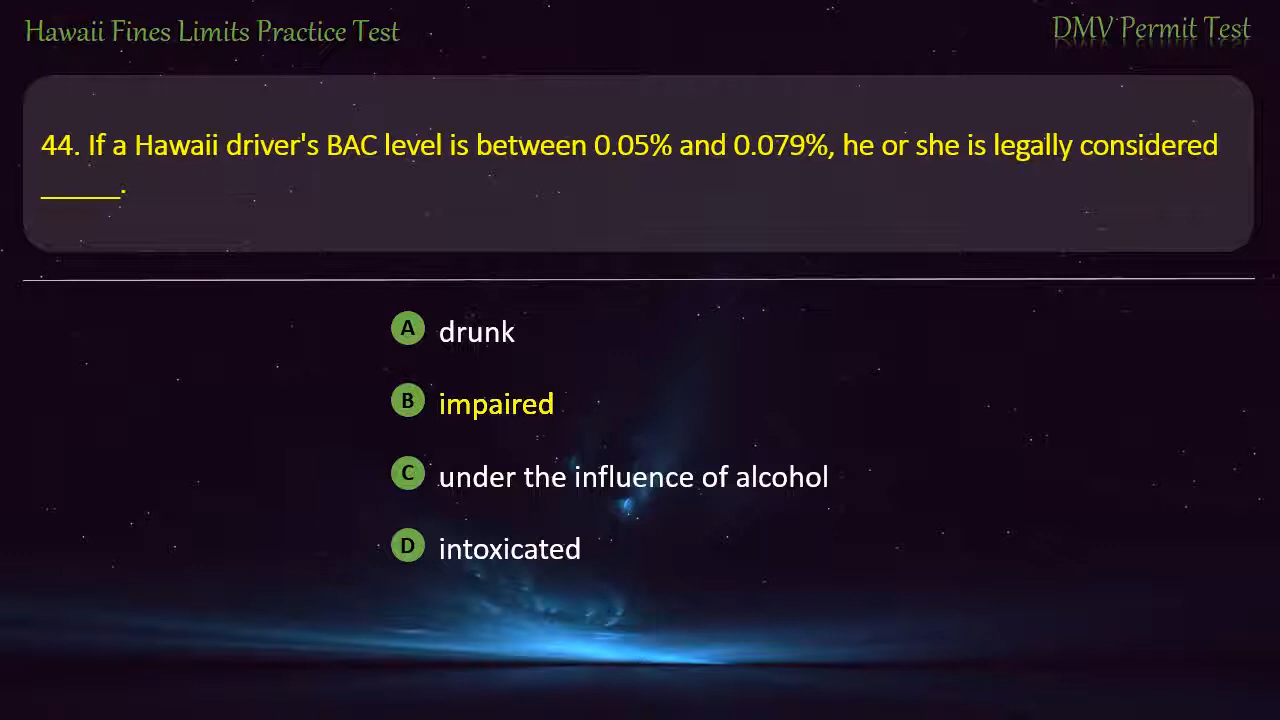 Hawaii Fines Limits Practice Test
DMV Permit Test
44. If a Hawaii driver's BAC level is between 0.05% and 0.079%, he or she is legally considered
_____.
A drunk
B impaired
C under the influence of alcohol
D intoxicated